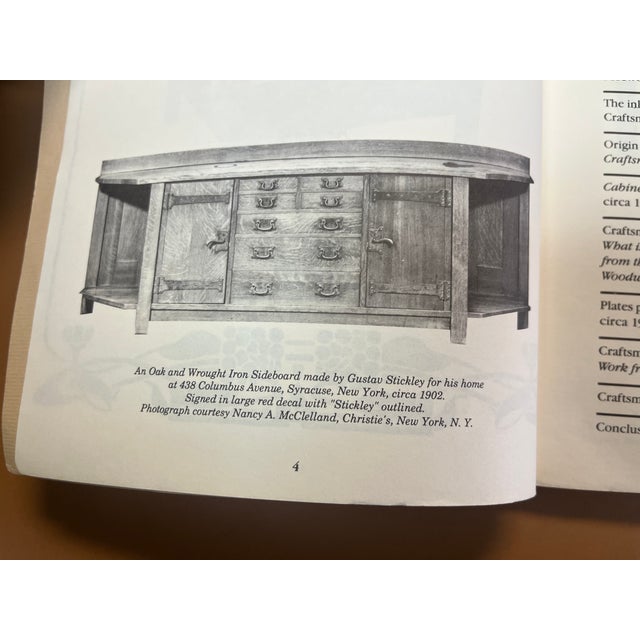 An Oak and Wrought Iron Sideboard made by Gustav Stickley for his home
at 438 Columbus Avenue, Syracuse, New York, circa 1902.
Signed in large red decal with "Stickley" outlined.
Photograph courtesy Nancy A. McClelland, Christie's, New York, N. Y.
4
The
Craftsm
Origin
Craftsm
Cabine
circa 1
Craftsm
What i
from th
Woodu
Plates p
circa 19
Craftsm
Work fr
Craftsm
Conclus